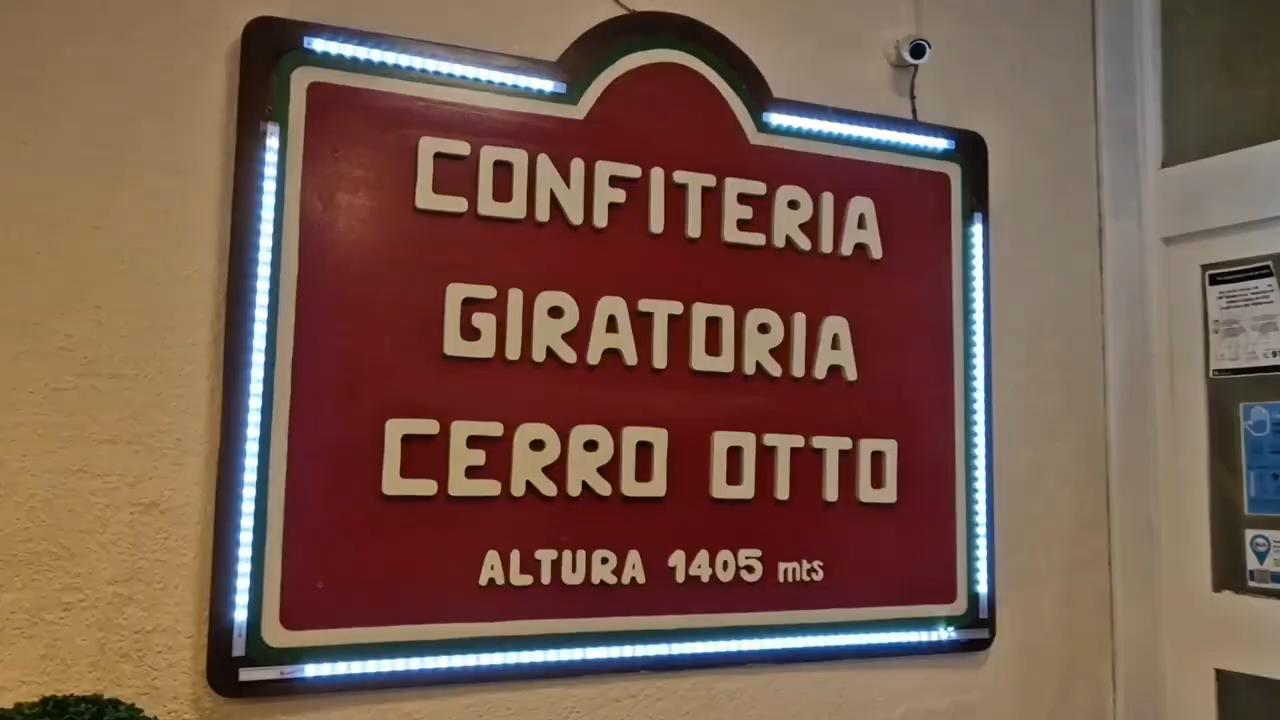 CONFITERIA
GIRATORIA
CERRO OTTO
ALTURA 1405 mts